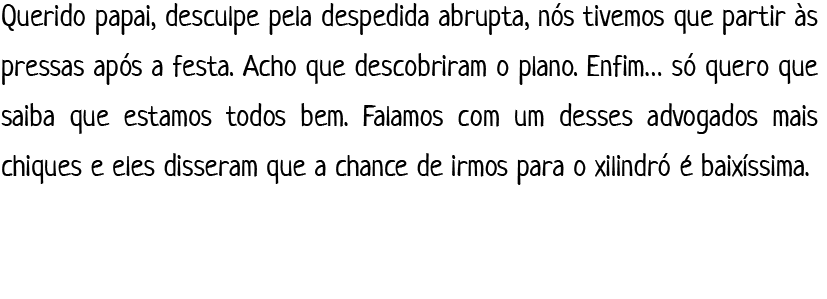 Querido papai, desculpe pela despedida abrupta, nós tivemos que partir às
pressas após a festa. Acho que descobriram o plano. Enfim... só quero que
saiba que estamos todos bem. Falamos com um desses advogados mais
chiques e eles disseram que a chance de irmos para o xilindró é baixíssima.